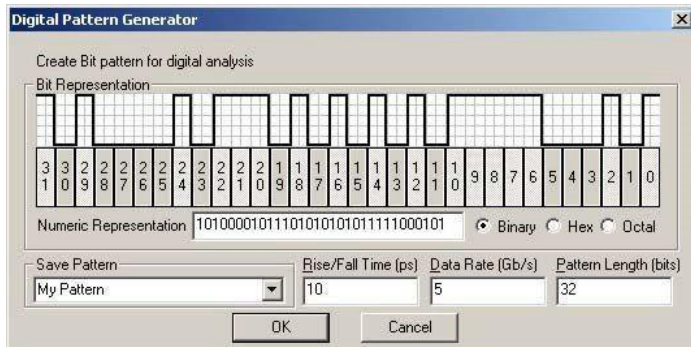 Digital Pattern Generator
Create Bit pattern for digital analysis
Bit Representation
31 30 29 28 27 26 25 24 23 22 21 20 19 18 17 16 15 14 13 12 11 10 9 8 7 6 5 4 3 2 1 0
Numeric Representation 10100001011101010101011111000101 Binary Hex Octal
Save Pattern Rise/Fall Time (ps) Data Rate (Gb/s) Pattern Length (bits)
My Pattern 10 5 32
OK Cancel